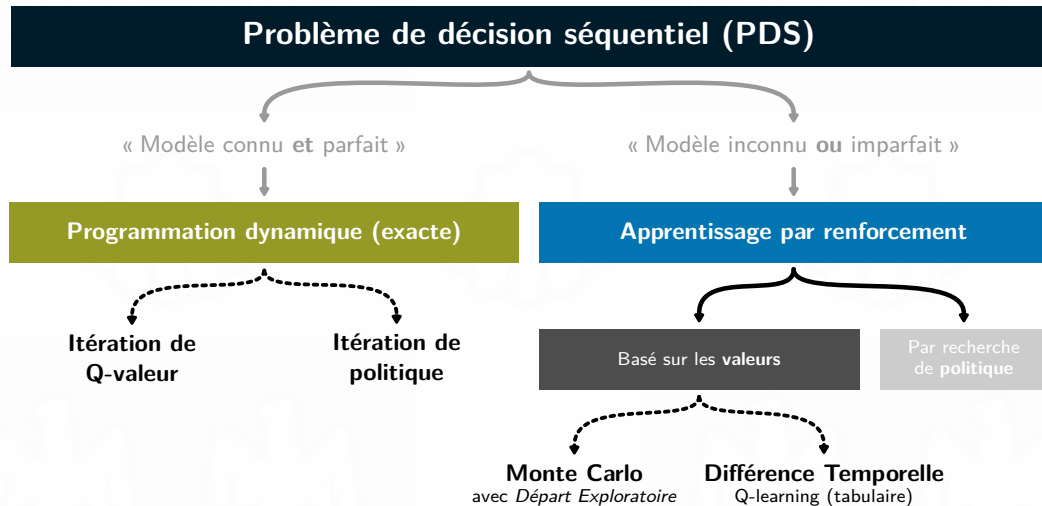 Problème de décision séquentiel (PDS)
« Modèle connu et parfait »
« Modèle inconnu ou imparfait »
Programmation dynamique (exacte)
Apprentissage par renforcement
Itération de
Q-valeur
Itération de
politique
Basé sur les valeurs
Par recherche
de politique
Monte Carlo
avec Départ Exploratoire
Différence Temporelle
Q-learning (tabulaire)